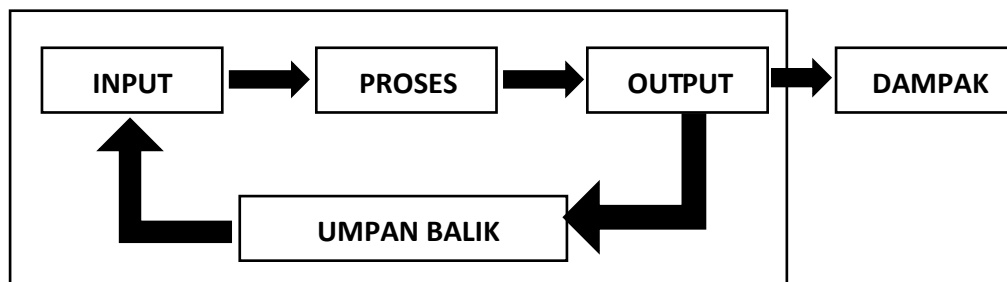 INPUT
PROSES
OUTPUT
DAMPAK
UMPAN BALIK